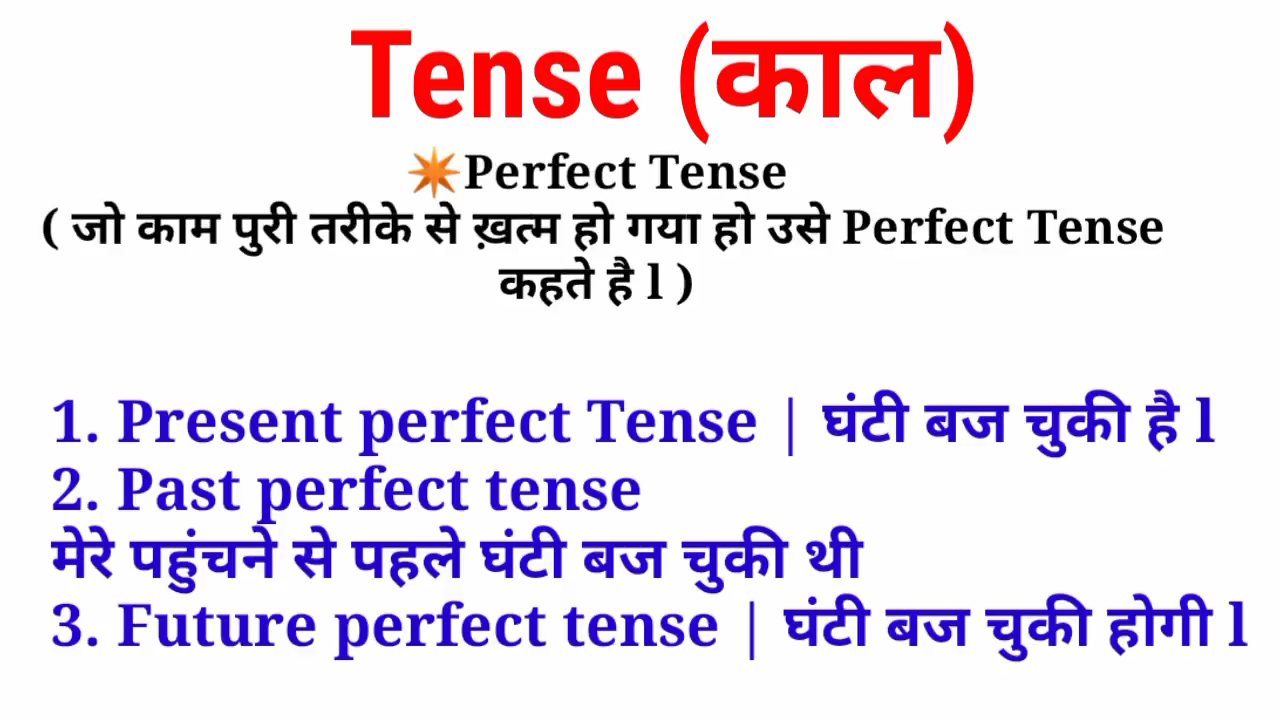 Tense (काल)
Perfect Tense
( जो काम पुरी तरीके से ख़त्म हो गया हो उसे Perfect Tense
कहते है l )
1. Present perfect Tense | घंटी बज चुकी है l
2. Past perfect tense
मेरे पहुंचने से पहले घंटी बज चुकी थी
3. Future perfect tense | घंटी बज चुकी होगी l